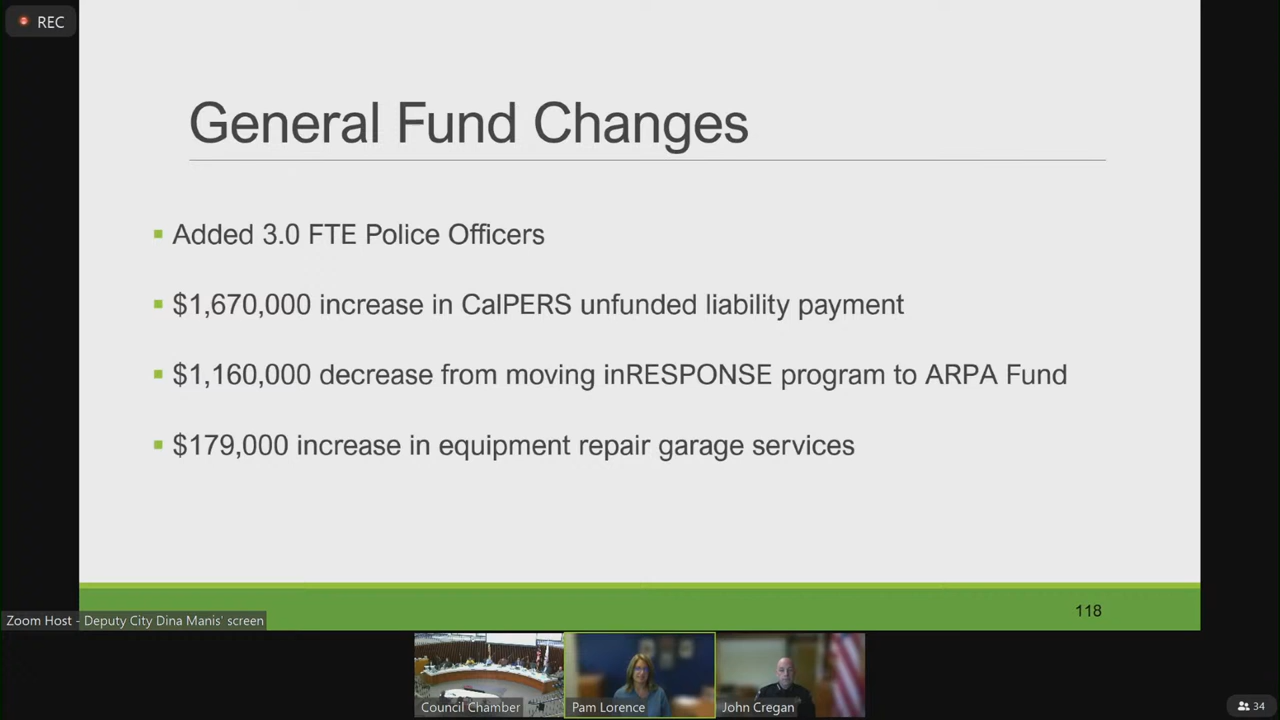 REC
General Fund Changes
Added 3.0 FTE Police Officers
$1,670,000 increase in CalPERS unfunded liability payment
$1,160,000 decrease from moving inRESPONSE program to ARPA Fund
$179,000 increase in equipment repair garage services
118
Zoom Host - Deputy City Dina Manis' screen
Council Chamber
Pam Lorence
John Cregan
34